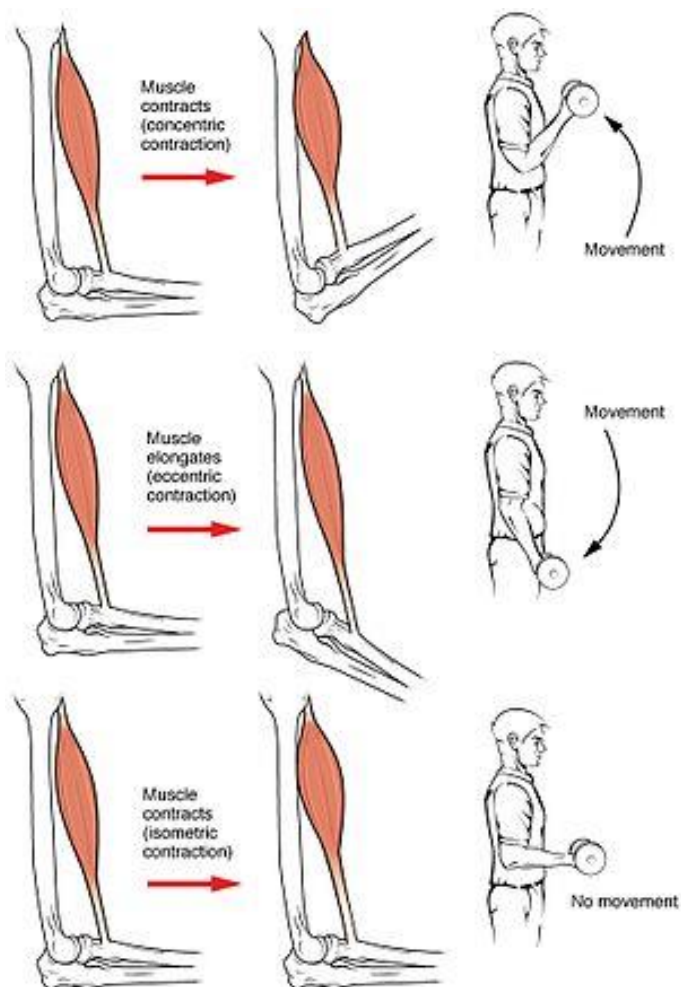 Muscle
contracts
(concentric
contraction)
Movement
Muscle
elongates
(eccentric
contraction)
Movement
Muscle
contracts
(isometric
contraction)
No movement